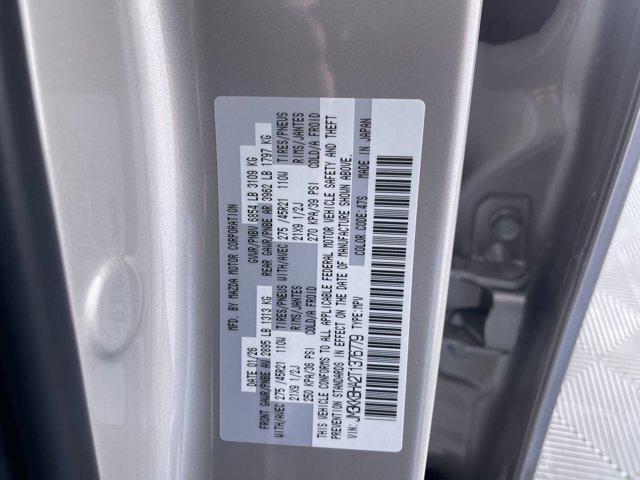 MFD. BY MAZDA MOTOR CORPORATION
DATE 01/26 GVWR/PNBV 6854 LB 3109 KG
FRONT GAWR/PNBE AV 2895 LB 1313 KG REAR GAWR/PNBE AR 3962 LB 1797 KG
WITH/AVEC 275 /45R21 110W TIRES/PNEUS WITH/AVEC 275 /45R21 110W TIRES/PNEUS
21X9 1/2J RIMS/JANTES 21X9 1/2J RIMS/JANTES
250 KPA/36 PSI COLD/A FROID 270 KPA/39 PSI COLD/A FROID
THIS VEHICLE CONFORMS TO ALL APPLICABLE FEDERAL MOTOR VEHICLE SAFETY AND THEFT
PREVENTION STANDARDS IN EFFECT ON THE DATE OF MANUFACTURE SHOWN ABOVE.
VIN: TYPE: MPV
COLOR CODE: 47S MADE IN JAPAN